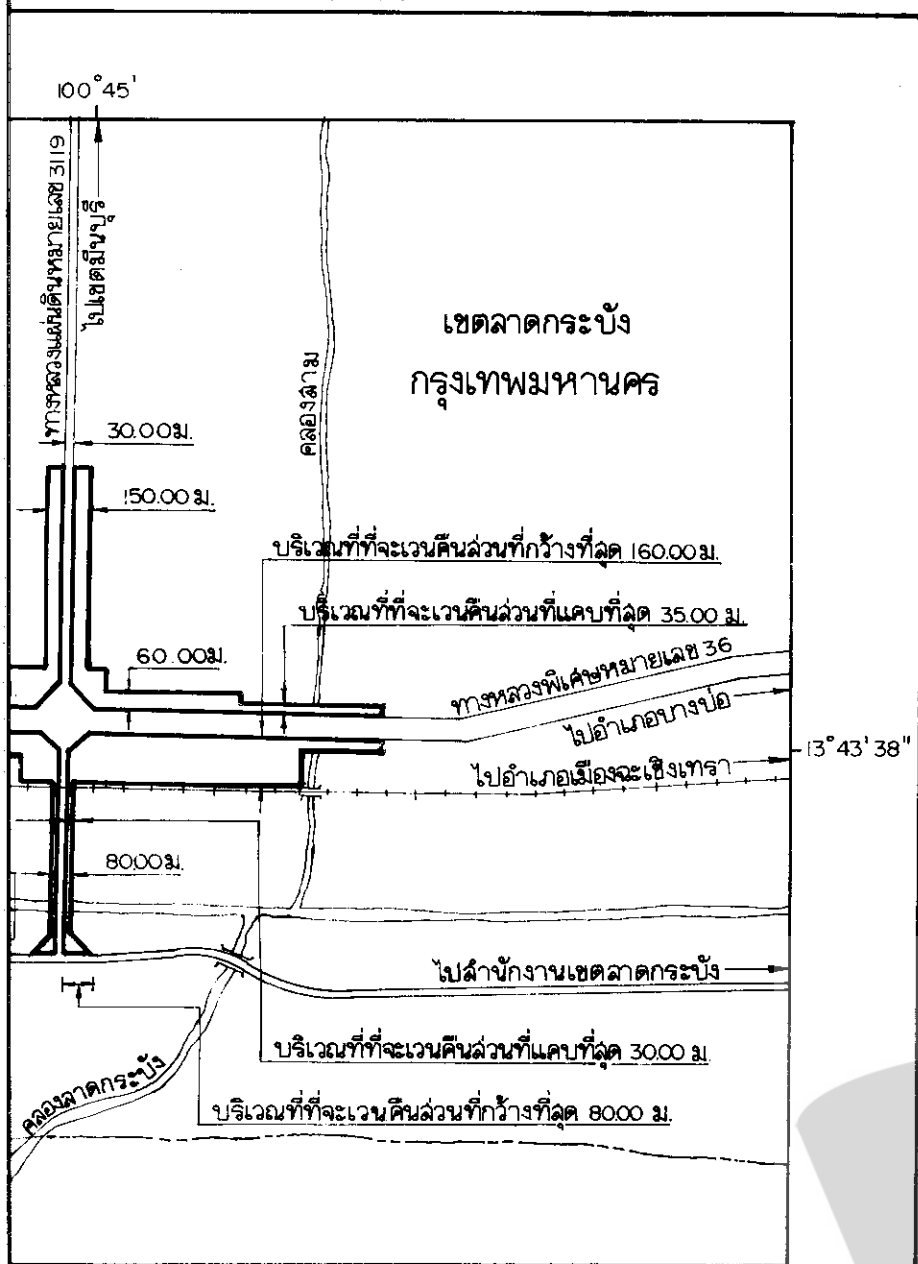 100°45'
ทางหลวงแผ่นดินหมายเลข 3119
ไปเขตมีนบุรี
เขตลาดกระบัง
กรุงเทพมหานคร
คลองลาม
30.00ม.
150.00 ม.
บริเวณที่ที่จะเวนคืนส่วนที่กว้างที่สุด 160.00 ม.
บริเวณที่ที่จะเวนคืนส่วนที่แคบที่สุด 35.00 ม.
60.00ม.
ทางหลวงพิเศษหมายเลข 36
ไปอำเภอบางบ่อ
13°43'38"
ไปอำเภอเมืองฉะเชิงเทรา
80.00ม.
ไปสำนักงานเขตลาดกระบัง
บริเวณที่ที่จะเวนคืนส่วนที่แคบที่สุด 30.00 ม.
คลองลาดกระบัง
บริเวณที่ที่จะเวนคืนส่วนที่กว้างที่สุด 80.00 ม.